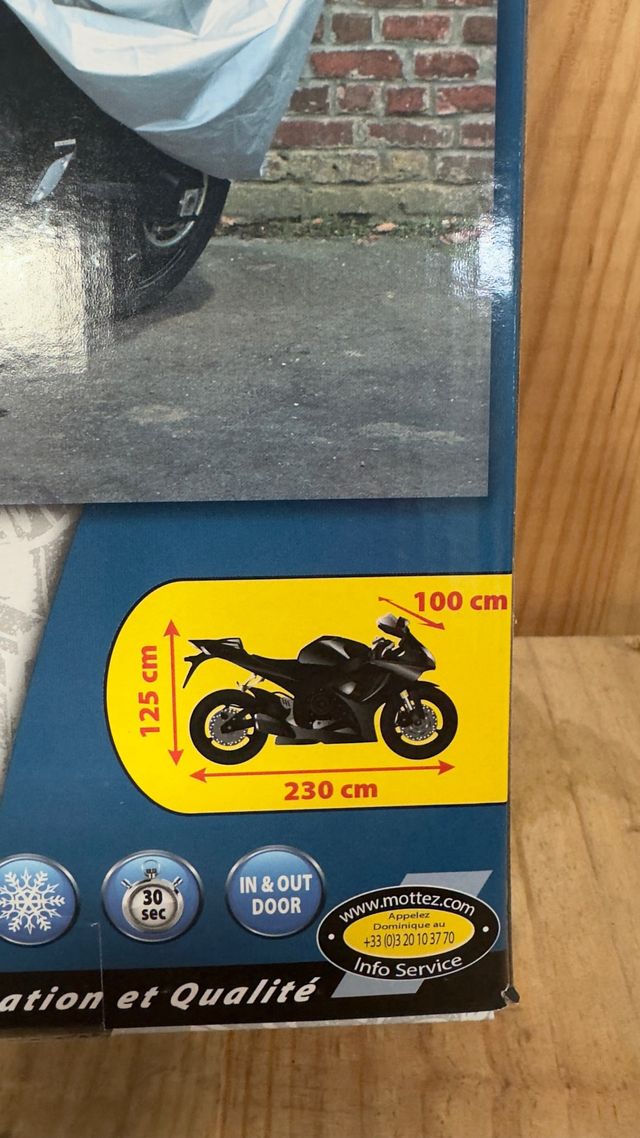 100 cm
125 cm
230 cm
30
sec
IN & OUT
DOOR
www.mottez.com
Appelez
Dominique au
+33 (0)3 20 10 37 70
Info Service
ation et Qualité